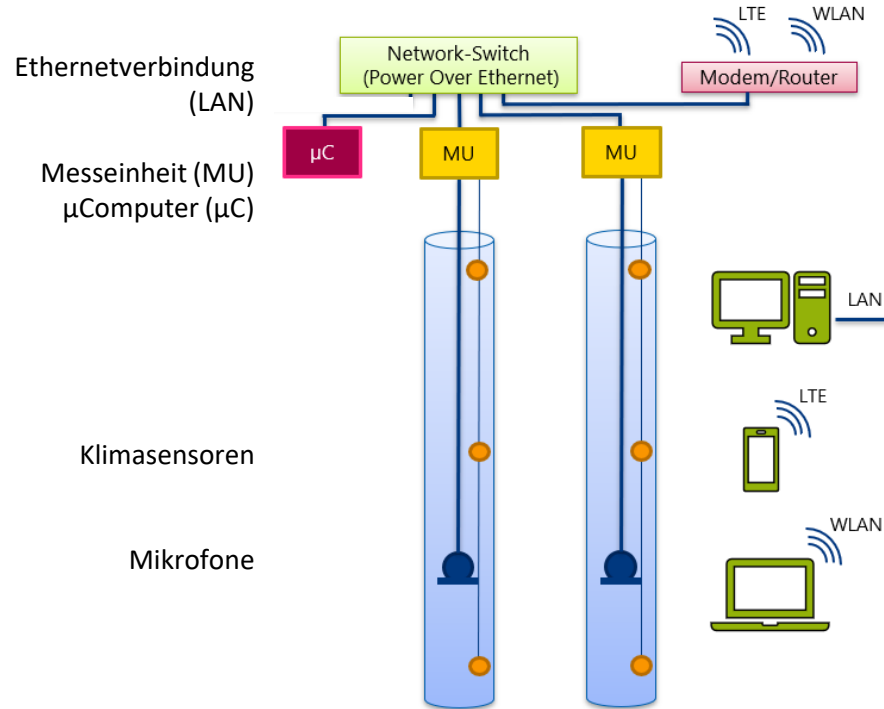 LTE
WLAN
Network-Switch
(Power Over Ethernet)
Modem/Router
Ethernetverbindung
(LAN)
µC
MU
MU
Messeinheit (MU)
µComputer (µC)
LAN
LTE
Klimasensoren
WLAN
Mikrofone